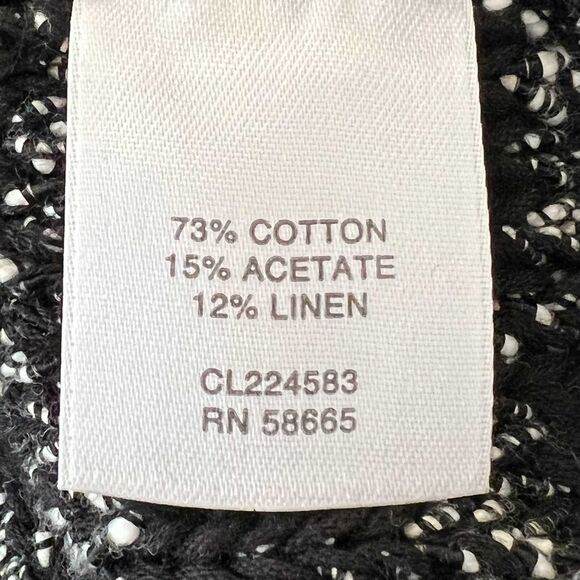 73% COTTON
15% ACETATE
12% LINEN
CL224583
RN 58665